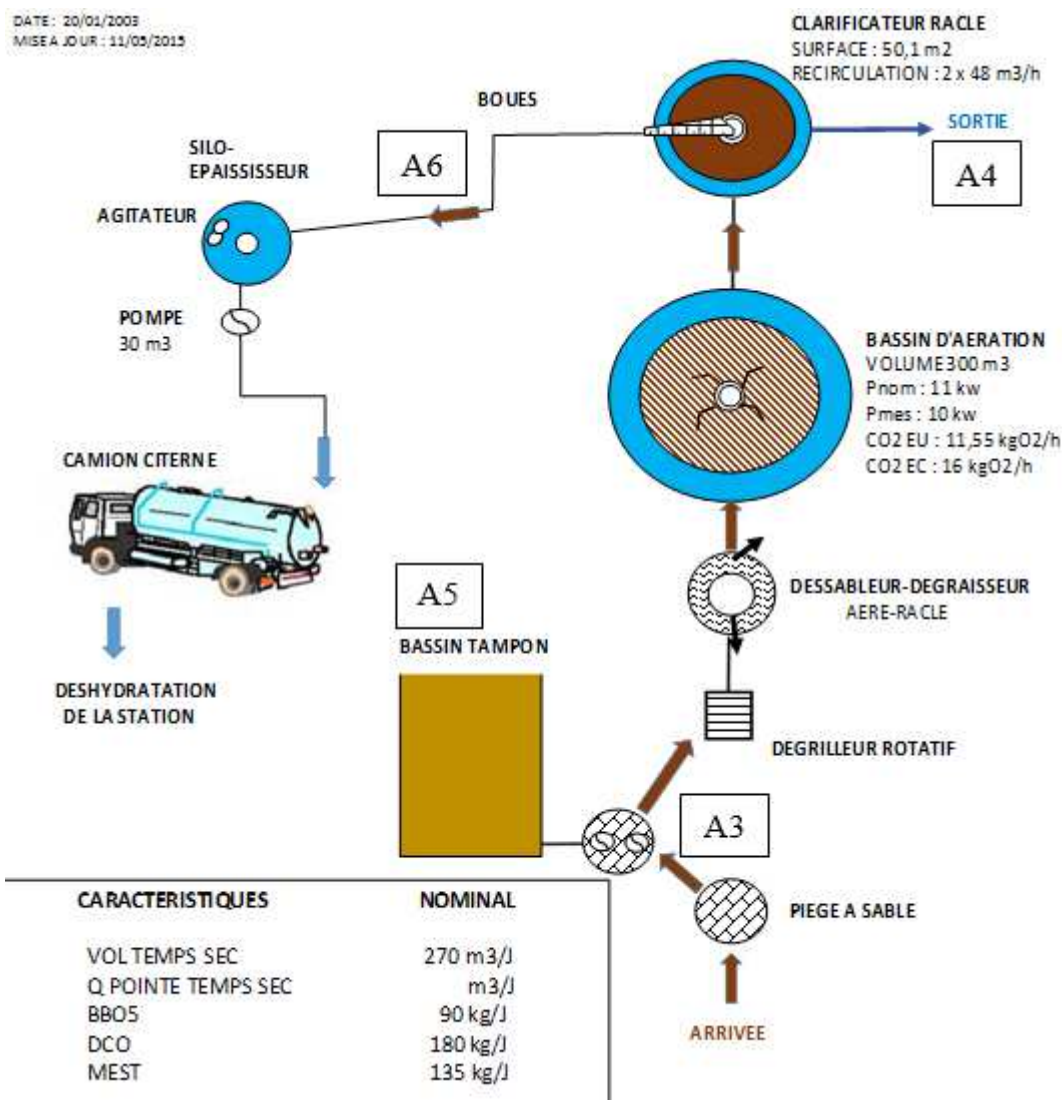 DATE : 20/01/2003
MISE A JOUR : 11/05/2015
CLARIFICATEUR RACLE
SURFACE : 50,1 m2
RECIRCULATION : 2 x 48 m3/h
BOUES
SORTIE
A4
A6
SILO-
EPAISSISSEUR
AGITATEUR
POMPE
30 m3
BASSIN D'AERATION
VOLUME 300 m3
Pnom : 11 kw
Pmes : 10 kw
CO2 EU : 11,55 kgO2/h
CO2 EC : 16 kgO2/h
CAMION CITERNE
DESSABLEUR-DEGRAISSEUR
AERE-RACLE
A5
BASSIN TAMPON
DESHYDRATATION
DE LA STATION
DEGRILLEUR ROTATIF
A3
PIEGE A SABLE
ARRIVEE
CARACTERISTIQUES NOMINAL
VOL TEMPS SEC 270 m3/J
Q POINTE TEMPS SEC m3/J
BBO5 90 kg/J
DCO 180 kg/J
MEST 135 kg/J